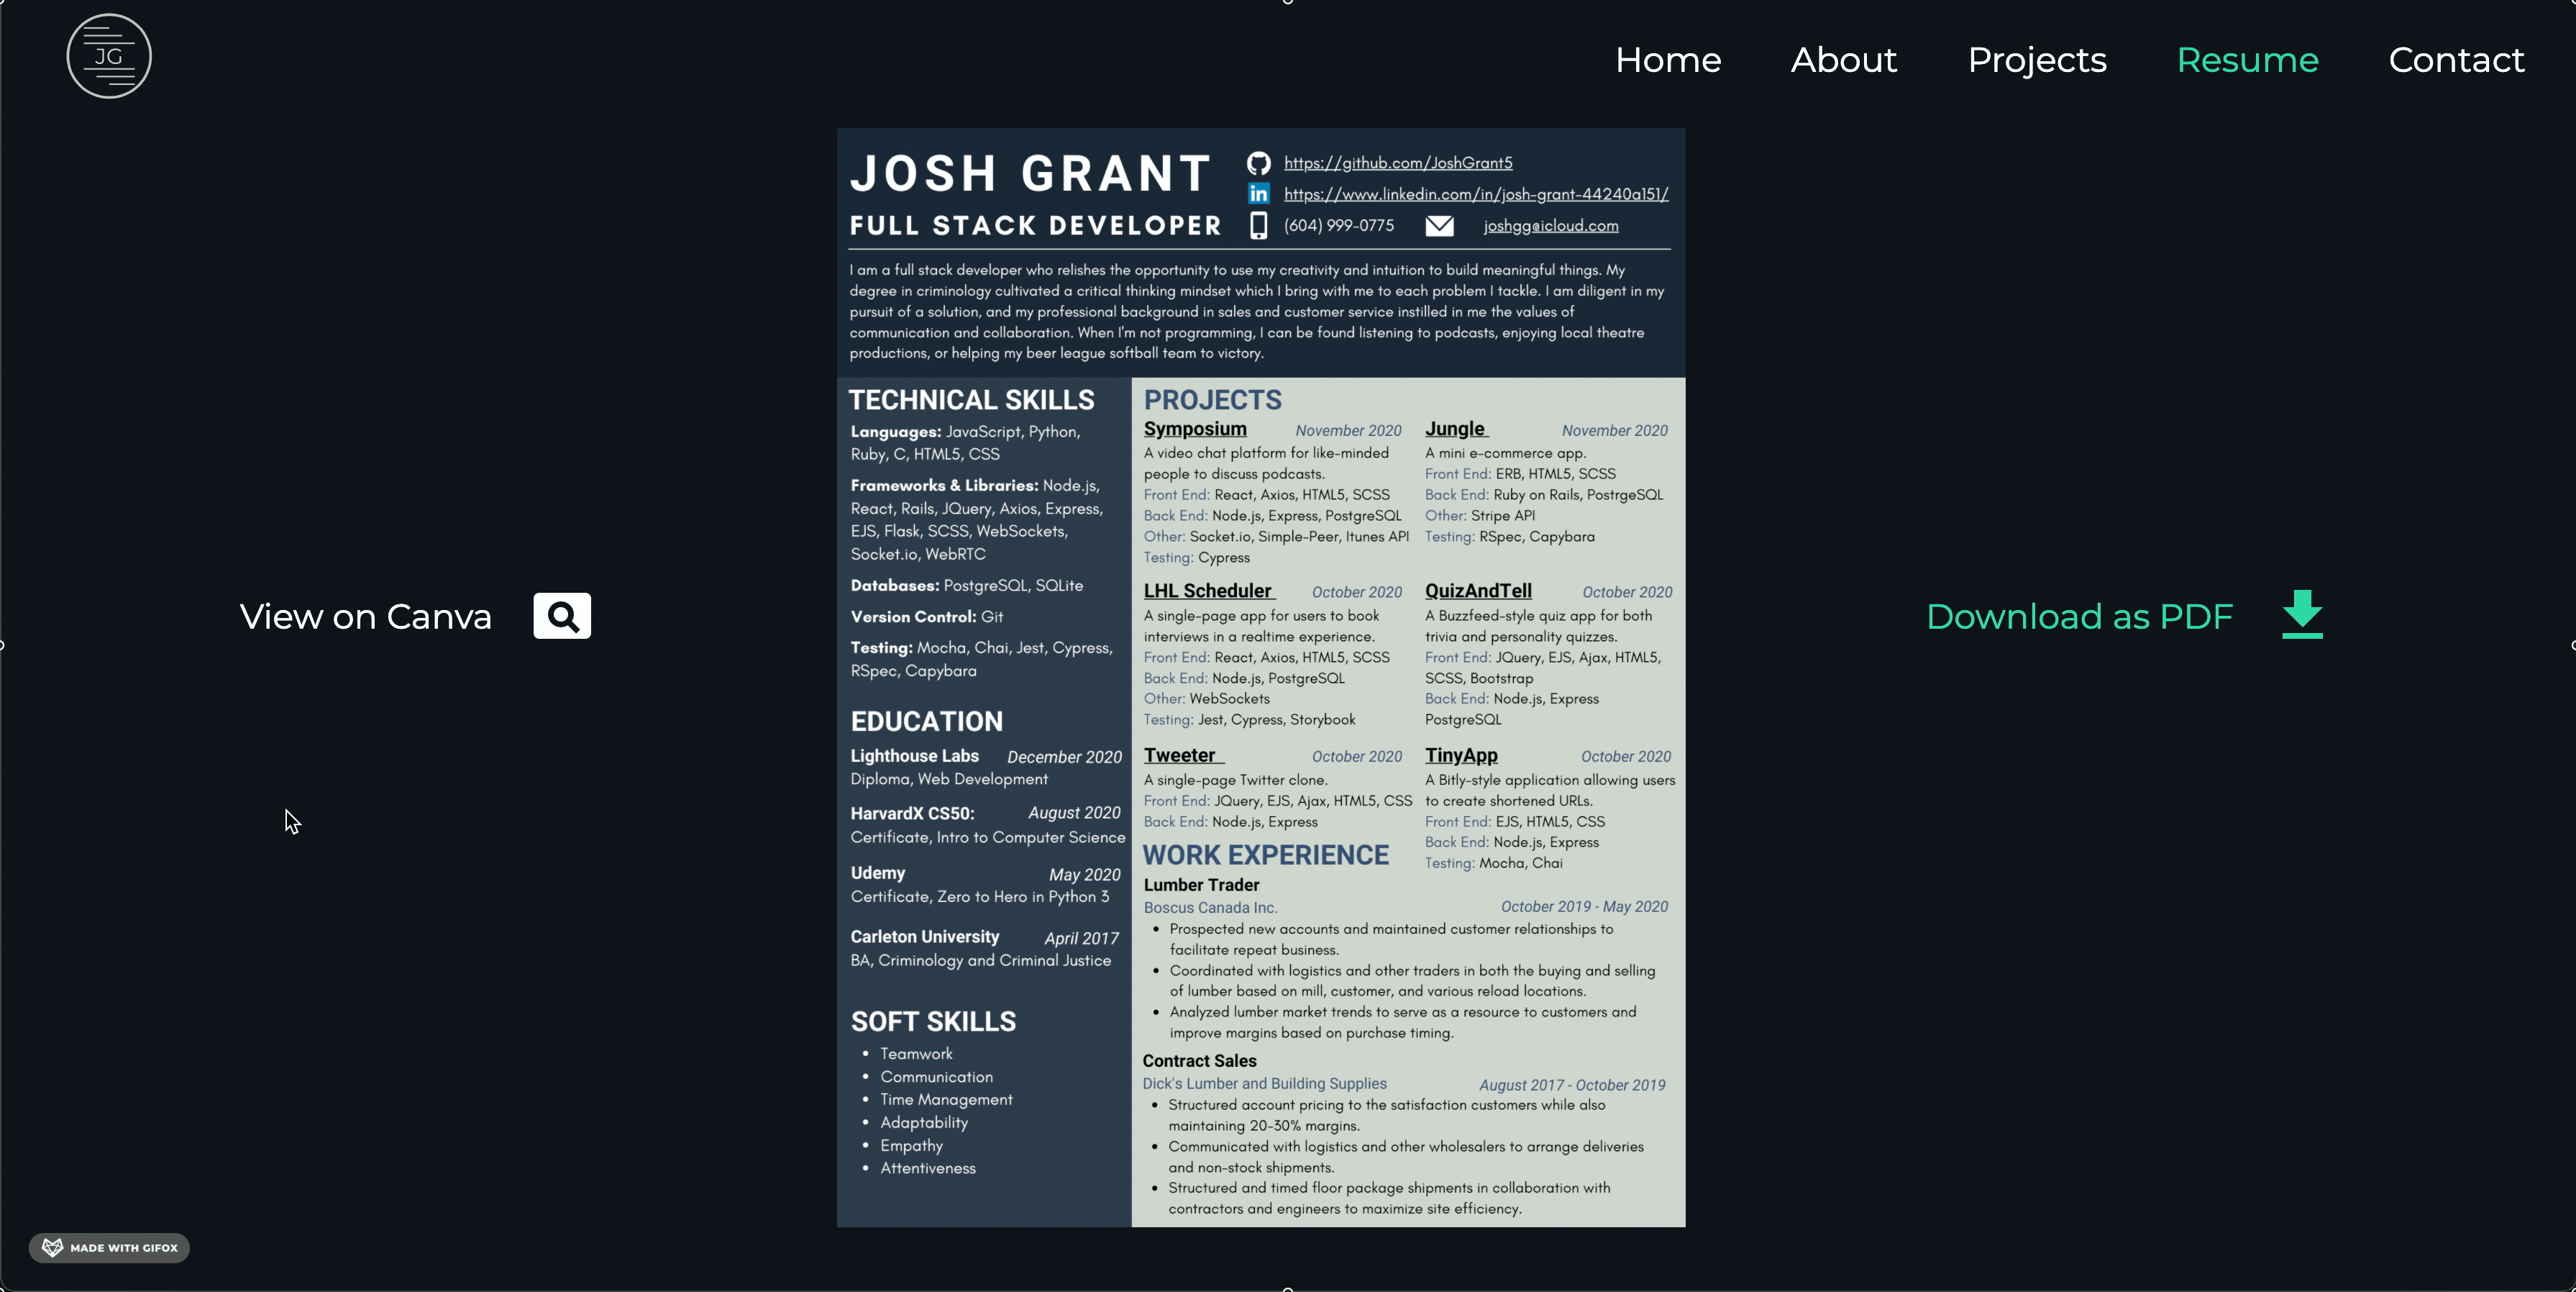 JG
Home
About
Projects
Resume
Contact
JOSH GRANT
FULL STACK DEVELOPER
https://github.com/JoshGrant5
in
https://www.linkedin.com/in/josh-grant-44240a151/
(604) 999-0775
joshgg@icloud.com
I am a full stack developer who relishes the opportunity to use my creativity and intuition to build meaningful things. My
degree in criminology cultivated a critical thinking mindset which I bring with me to each problem I tackle. I am diligent in my
pursuit of a solution, and my professional background in sales and customer service instilled in me the values of
communication and collaboration. When I'm not programming, I can be found listening to podcasts, enjoying local theatre
productions, or helping my beer league softball team to victory.
View on Canva
TECHNICAL SKILLS
Languages: JavaScript, Python,
Ruby, C, HTML5, CSS
Frameworks & Libraries: Node.js,
React, Rails, JQuery, Axios, Express,
EJS, Flask, SCSS, WebSockets,
Socket.io, WebRTC
Databases: PostgreSQL, SQLite
Version Control: Git
Testing: Mocha, Chai, Jest, Cypress,
RSpec, Capybara
EDUCATION
Lighthouse Labs December 2020
Diploma, Web Development
HarvardX CS50: August 2020
Certificate, Intro to Computer Science
Udemy May 2020
Certificate, Zero to Hero in Python 3
Carleton University April 2017
BA, Criminology and Criminal Justice
SOFT SKILLS
• Teamwork
• Communication
• Time Management
• Adaptability
• Empathy
• Attentiveness
PROJECTS
Symposium November 2020
A video chat platform for like-minded
people to discuss podcasts.
Front End: React, Axios, HTML5, SCSS
Back End: Node.js, Express, PostgreSQL
Other: Socket.io, Simple-Peer, Itunes API
Testing: Cypress
Jungle November 2020
A mini e-commerce app.
Front End: ERB, HTML5, SCSS
Back End: Ruby on Rails, PostrgeSQL
Other: Stripe API
Testing: RSpec, Capybara
LHL Scheduler October 2020
A single-page app for users to book
interviews in a realtime experience.
Front End: React, Axios, HTML5, SCSS
Back End: Node.js, PostgreSQL
Other: WebSockets
Testing: Jest, Cypress, Storybook
QuizAndTell October 2020
A Buzzfeed-style quiz app for both
trivia and personality quizzes.
Front End: JQuery, EJS, Ajax, HTML5,
SCSS, Bootstrap
Back End: Node.js, Express
PostgreSQL
Tweeter October 2020
A single-page Twitter clone.
Front End: JQuery, EJS, Ajax, HTML5, CSS
Back End: Node.js, Express
TinyApp October 2020
A Bitly-style application allowing users
to create shortened URLs.
Front End: EJS, HTML5, CSS
Back End: Node.js, Express
Testing: Mocha, Chai
WORK EXPERIENCE
Lumber Trader
Boscus Canada Inc. October 2019 - May 2020
• Prospected new accounts and maintained customer relationships to
facilitate repeat business.
• Coordinated with logistics and other traders in both the buying and selling
of lumber based on mill, customer, and various reload locations.
• Analyzed lumber market trends to serve as a resource to customers and
improve margins based on purchase timing.
Contract Sales
Dick's Lumber and Building Supplies August 2017 - October 2019
• Structured account pricing to the satisfaction customers while also
maintaining 20-30% margins.
• Communicated with logistics and other wholesalers to arrange deliveries
and non-stock shipments.
• Structured and timed floor package shipments in collaboration with
contractors and engineers to maximize site efficiency.
Download as PDF
MADE WITH GIFOX